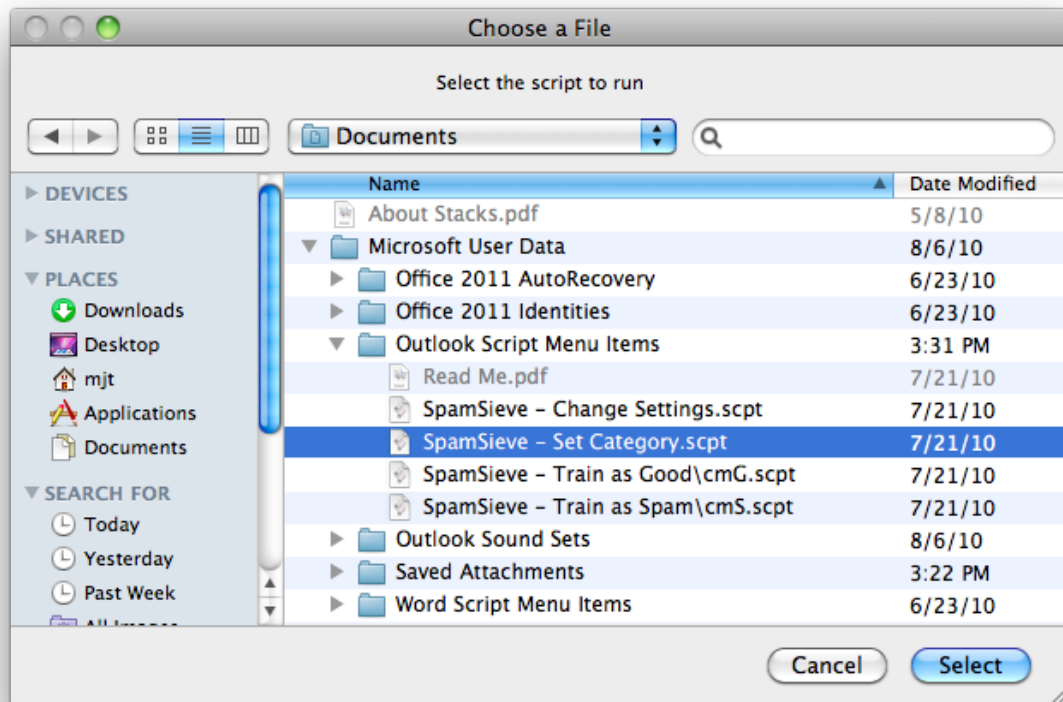 Choose a File
Select the script to run
Documents
Name Date Modified
DEVICES
SHARED
PLACES
Downloads
Desktop
mjt
Applications
Documents
SEARCH FOR
Today
Yesterday
Past Week
All Images
About Stacks.pdf 5/8/10
Microsoft User Data 8/6/10
Office 2011 AutoRecovery 6/23/10
Office 2011 Identities 6/23/10
Outlook Script Menu Items 3:31 PM
Read Me.pdf 7/21/10
SpamSieve - Change Settings.scpt 7/21/10
SpamSieve - Set Category.scpt 7/21/10
SpamSieve - Train as Good\cmG.scpt 7/21/10
SpamSieve - Train as Spam\cmS.scpt 7/21/10
Outlook Sound Sets 8/6/10
Saved Attachments 3:22 PM
Word Script Menu Items 6/23/10
Cancel Select